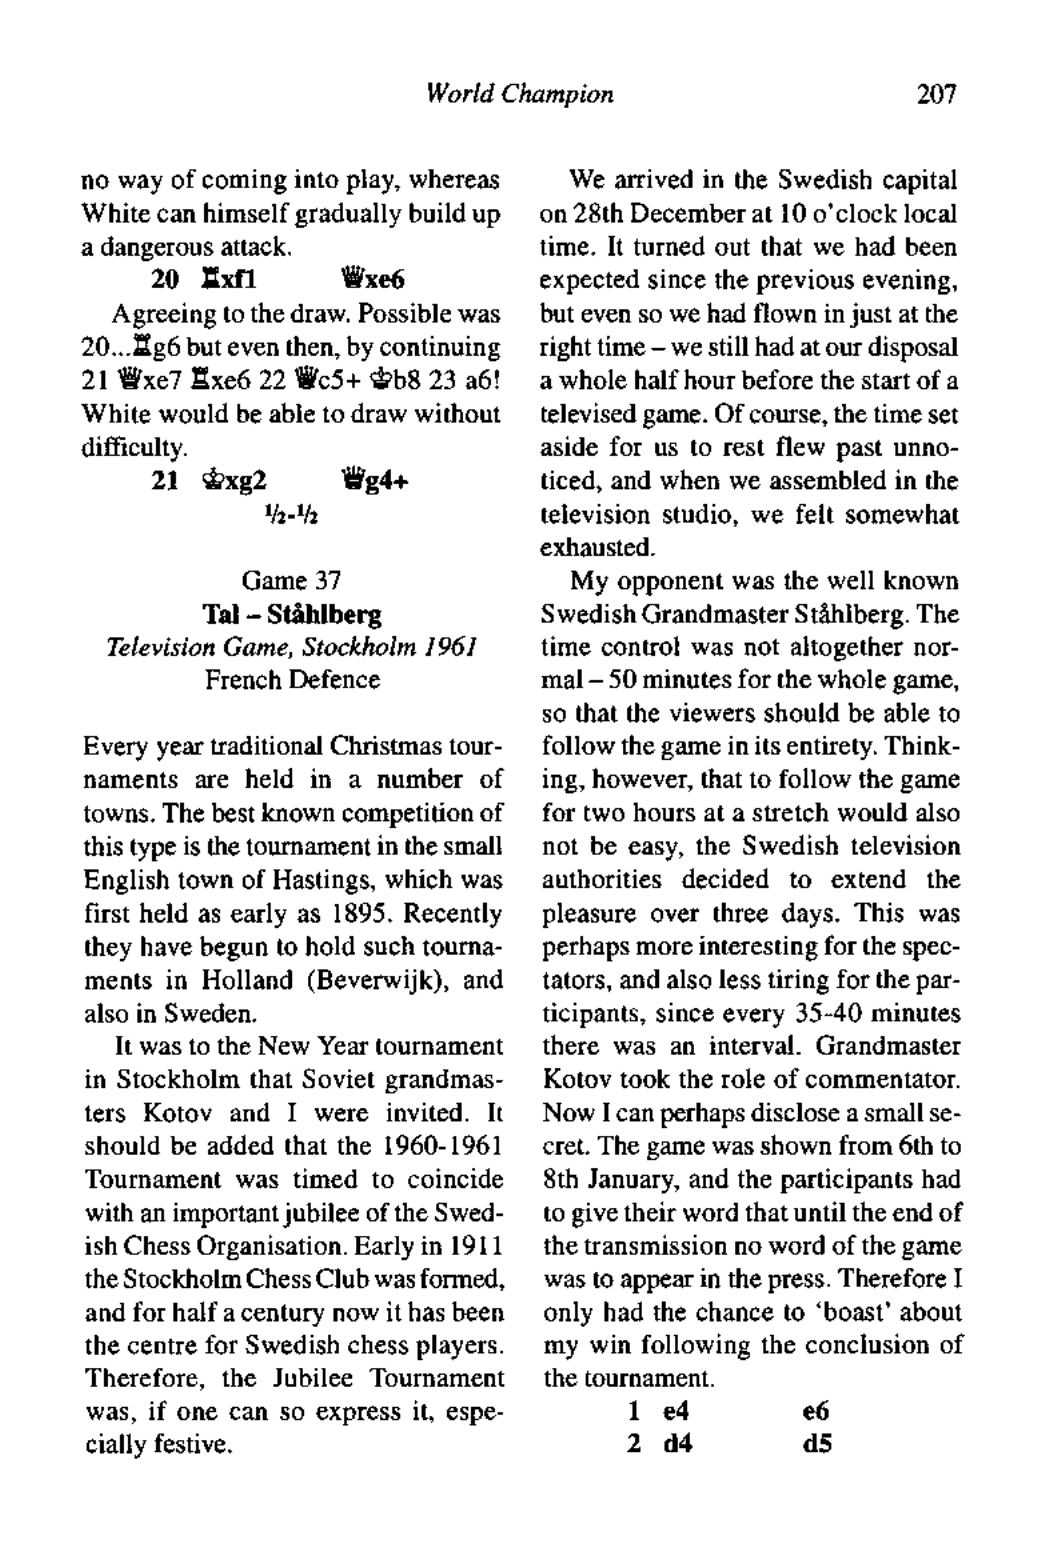 World Champion 207
no way of coming into play, whereas
White can himself gradually build up
a dangerous attack.
20 ♖xf1 ♛xe6
Agreeing to the draw. Possible was
20...♖g6 but even then, by continuing
21 ♕xe7 ♖xe6 22 ♕c5+ ♔b8 23 a6!
White would be able to draw without
difficulty.
21 ♔xg2 ♕g4+
½-½
Game 37
Tal – Ståhlberg
Television Game, Stockholm 1961
French Defence
Every year traditional Christmas tour-
naments are held in a number of
towns. The best known competition of
this type is the tournament in the small
English town of Hastings, which was
first held as early as 1895. Recently
they have begun to hold such tourna-
ments in Holland (Beverwijk), and
also in Sweden.
It was to the New Year tournament
in Stockholm that Soviet grandmas-
ters Kotov and I were invited. It
should be added that the 1960-1961
Tournament was timed to coincide
with an important jubilee of the Swed-
ish Chess Organisation. Early in 1911
the Stockholm Chess Club was formed,
and for half a century now it has been
the centre for Swedish chess players.
Therefore, the Jubilee Tournament
was, if one can so express it, espe-
cially festive.
We arrived in the Swedish capital
on 28th December at 10 o'clock local
time. It turned out that we had been
expected since the previous evening,
but even so we had flown in just at the
right time – we still had at our disposal
a whole half hour before the start of a
televised game. Of course, the time set
aside for us to rest flew past unno-
ticed, and when we assembled in the
television studio, we felt somewhat
exhausted.
My opponent was the well known
Swedish Grandmaster Ståhlberg. The
time control was not altogether nor-
mal – 50 minutes for the whole game,
so that the viewers should be able to
follow the game in its entirety. Think-
ing, however, that to follow the game
for two hours at a stretch would also
not be easy, the Swedish television
authorities decided to extend the
pleasure over three days. This was
perhaps more interesting for the spec-
tators, and also less tiring for the par-
ticipants, since every 35-40 minutes
there was an interval. Grandmaster
Kotov took the role of commentator.
Now I can perhaps disclose a small se-
cret. The game was shown from 6th to
8th January, and the participants had
to give their word that until the end of
the transmission no word of the game
was to appear in the press. Therefore I
only had the chance to 'boast' about
my win following the conclusion of
the tournament.
1 e4 e6
2 d4 d5